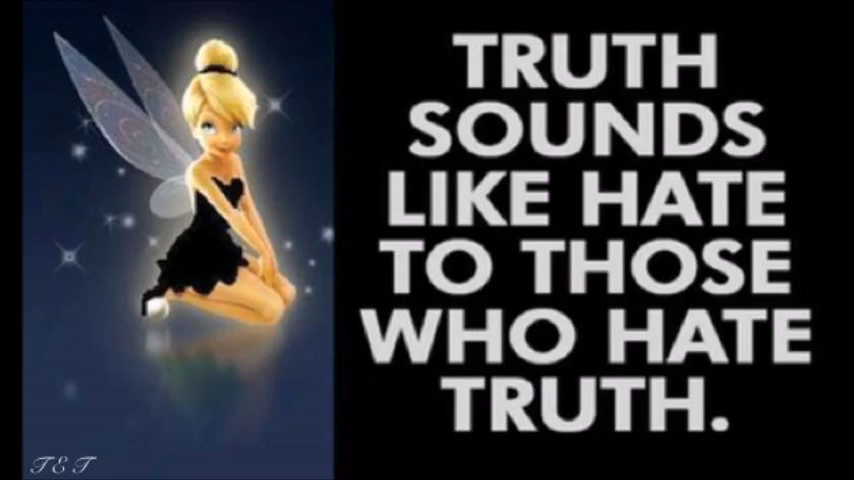 TRUTH
SOUNDS
LIKE HATE
TO THOSE
WHO HATE
TRUTH.
T&T